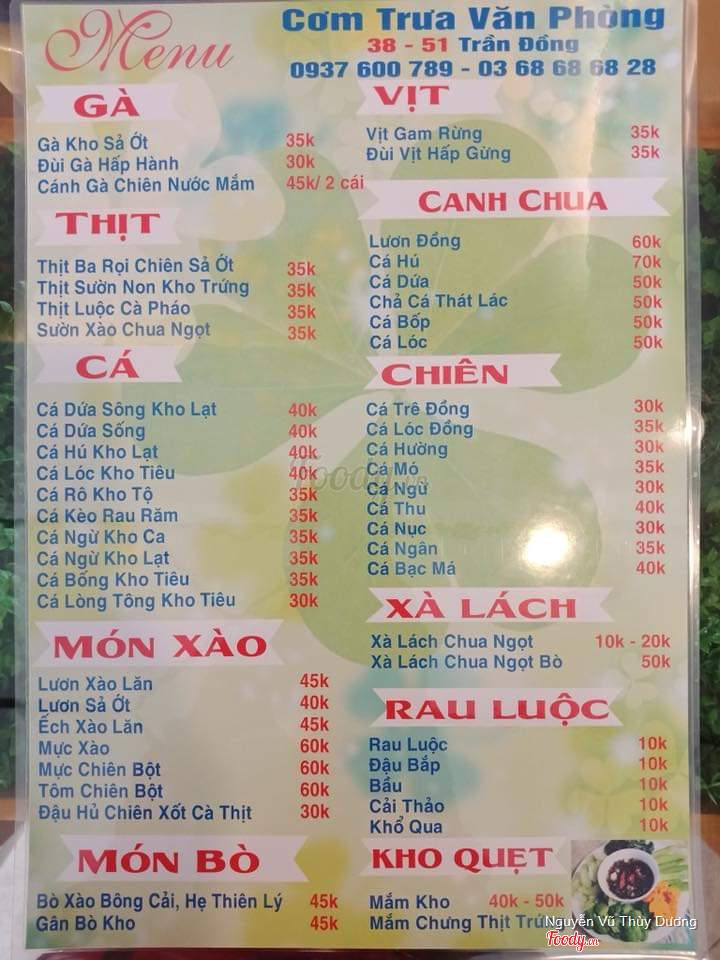 Menu
Cơm Trưa Văn Phòng
38 - 51 Trần Đồng
0937 600 789 - 03 68 68 68 28
GÀ
Gà Kho Sả Ớt 35k
Đùi Gà Hấp Hành 30k
Cánh Gà Chiên Nước Mắm 45k/ 2 cái
THỊT
Thịt Ba Rọi Chiên Sả Ớt 35k
Thịt Sườn Non Kho Trứng 35k
Thịt Luộc Cà Pháo 35k
Sườn Xào Chua Ngọt 35k
CÁ
Cá Dứa Sông Kho Lạt 40k
Cá Dứa Sống 40k
Cá Hú Kho Lạt 40k
Cá Lóc Kho Tiêu 40k
Cá Rô Kho Tộ 35k
Cá Kèo Rau Răm 35k
Cá Ngừ Kho Ca 35k
Cá Ngừ Kho Lạt 35k
Cá Bống Kho Tiêu 35k
Cá Lòng Tông Kho Tiêu 30k
MÓN XÀO
Lươn Xào Lăn 45k
Lươn Sả Ớt 40k
Ếch Xào Lăn 45k
Mực Xào 60k
Mực Chiên Bột 60k
Tôm Chiên Bột 60k
Đậu Hủ Chiên Xốt Cà Thịt 30k
MÓN BÒ
Bò Xào Bông Cải, Hẹ Thiên Lý 45k
Gân Bò Kho 45k
VỊT
Vịt Gam Rừng 35k
Đùi Vịt Hấp Gừng 35k
CANH CHUA
Lươn Đồng 60k
Cá Hú 70k
Cá Dứa 50k
Chả Cá Thát Lác 50k
Cá Bốp 50k
Cá Lóc 50k
CHIÊN
Cá Trê Đồng 30k
Cá Lóc Đồng 35k
Cá Hường 30k
Cá Mó 35k
Cá Ngừ 30k
Cá Thu 40k
Cá Nục 30k
Cá Ngân 35k
Cá Bạc Má 40k
XÀ LÁCH
Xà Lách Chua Ngọt 10k - 20k
Xà Lách Chua Ngọt Bò 50k
RAU LUỘC
Rau Luộc 10k
Đậu Bắp 10k
Bầu 10k
Cải Thảo 10k
Khổ Qua 10k
KHO QUẸT
Mắm Kho 40k - 50k
Mắm Chưng Thịt Trứn
Nguyễn Vũ Thùy Dương
Foody.vn
foody.vn